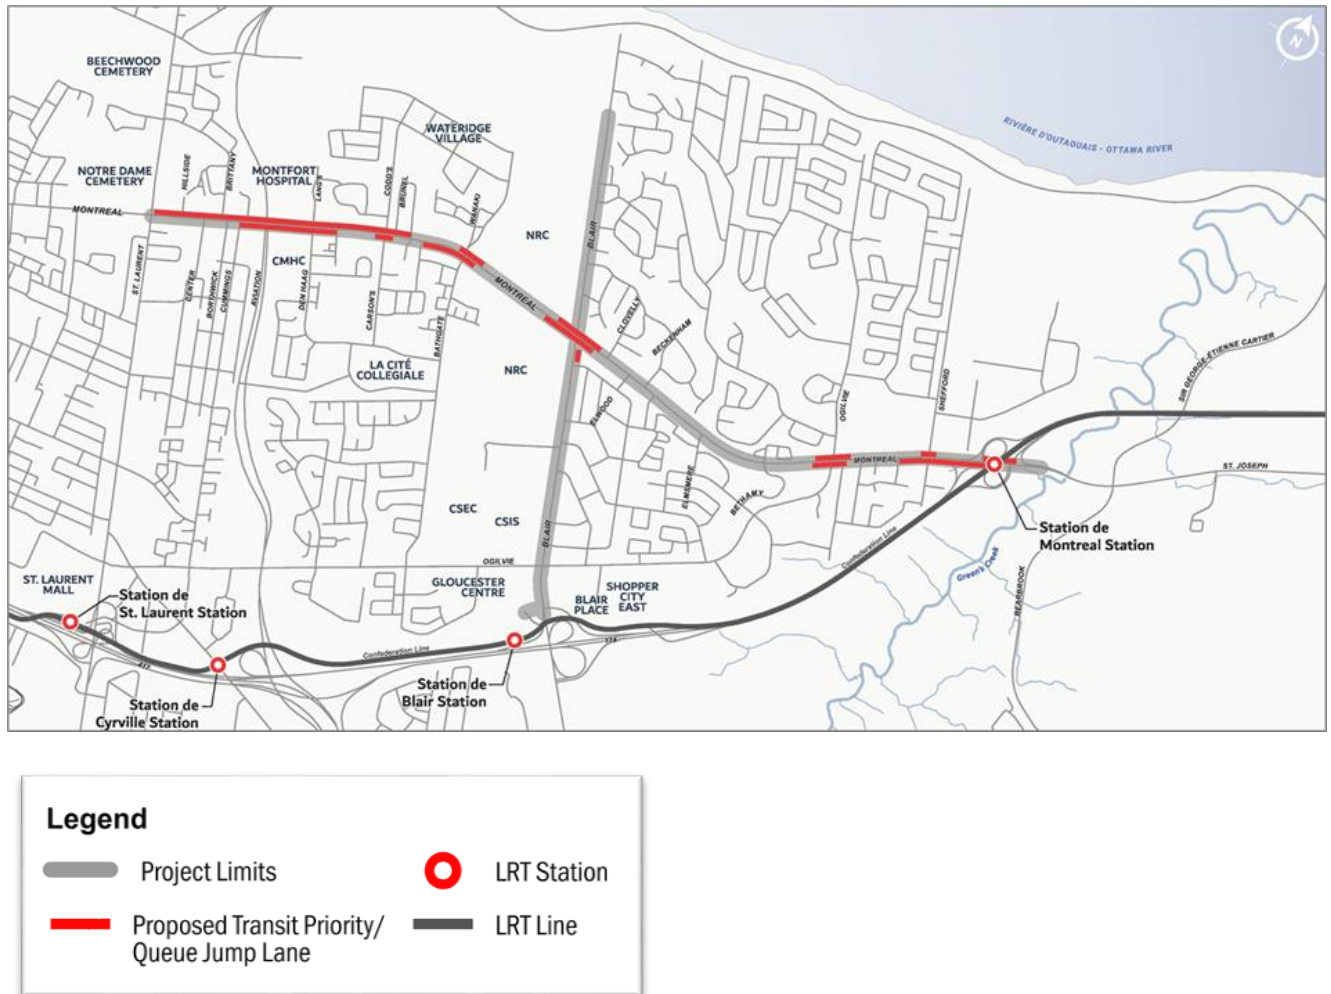 BEECHWOOD
CEMETERY
WATERIDGE
VILLAGE
N
RIVIÈRE D'OUTAOUAIS - OTTAWA RIVER
NOTRE DAME
CEMETERY
HILLSIDE
BRITTANY
MONTFORT
HOSPITAL
LANG'S
CODD'S
BRUNEL
WANAKI
MONTREAL
NRC
BLAIR
ST. LAURENT
CENTER
BORTHWICK
CUMMINGS
AVIATION
CMHC
DEN HAAG
CARSON'S
BATHGATE
MONTREAL
CLOVELLY
BECKENHAM
LA CITÉ
COLLÉGIALE
NRC
ELWOOD
OGILVIE
SHEFFORD
SIR GEORGE-ÉTIENNE CARTIER
MONTREAL
ST. JOSEPH
ELMSMERE
BETHAMY
CSEC
CSIS
BLAIR
Station de
Montreal Station
Confederation Line
Green's Creek
BEARBROOK
OGILVIE
ST. LAURENT
MALL
Station de
St. Laurent Station
GLOUCESTER
CENTRE
BLAIR
PLACE
SHOPPER
CITY
EAST
174
Confederation Line
417
Station de
Cyrville Station
Station de
Blair Station
Legend
Project Limits
LRT Station
Proposed Transit Priority/
Queue Jump Lane
LRT Line